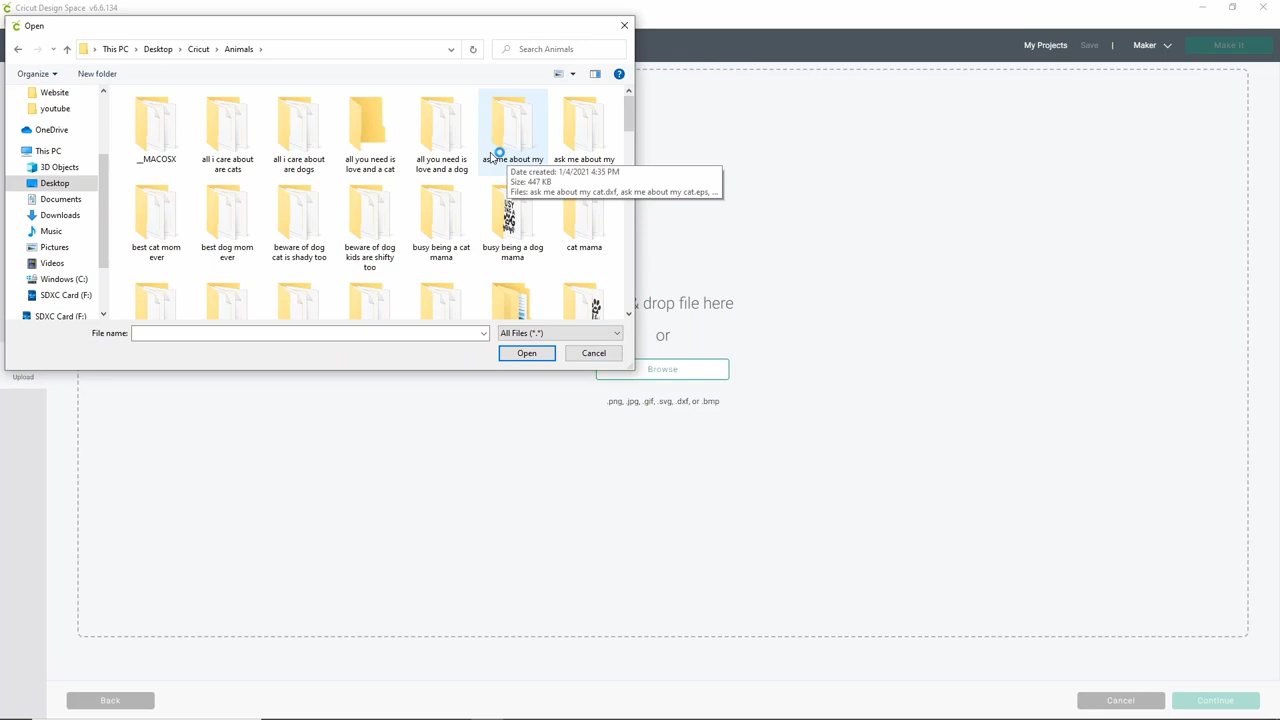 Cricut Design Space v6.6.134
Open
This PC > Desktop > Cricut > Animals >
Search Animals
My Projects
Save
|
Maker
Make It
Organize
New folder
Website
youtube
OneDrive
This PC
3D Objects
Desktop
Documents
Downloads
Music
Pictures
Videos
Windows (C:)
SDXC Card (F:)
SDXC Card (F:)
__MACOSX
all i care about are cats
all i care about are dogs
all you need is love and a cat
all you need is love and a dog
ask me about my
ask me about my
Date created: 1/4/2021 4:35 PM
Size: 447 KB
Files: ask me about my cat.dxf, ask me about my cat.eps, ...
best cat mom ever
best dog mom ever
beware of dog cat is shady too
beware of dog kids are shifty too
busy being a cat mama
busy being a dog mama
cat mama
File name:
All Files (*.*)
Open
Cancel
& drop file here
or
Browse
.png, .jpg, .gif, .svg, .dxf, or .bmp
Upload
Back
Cancel
Continue